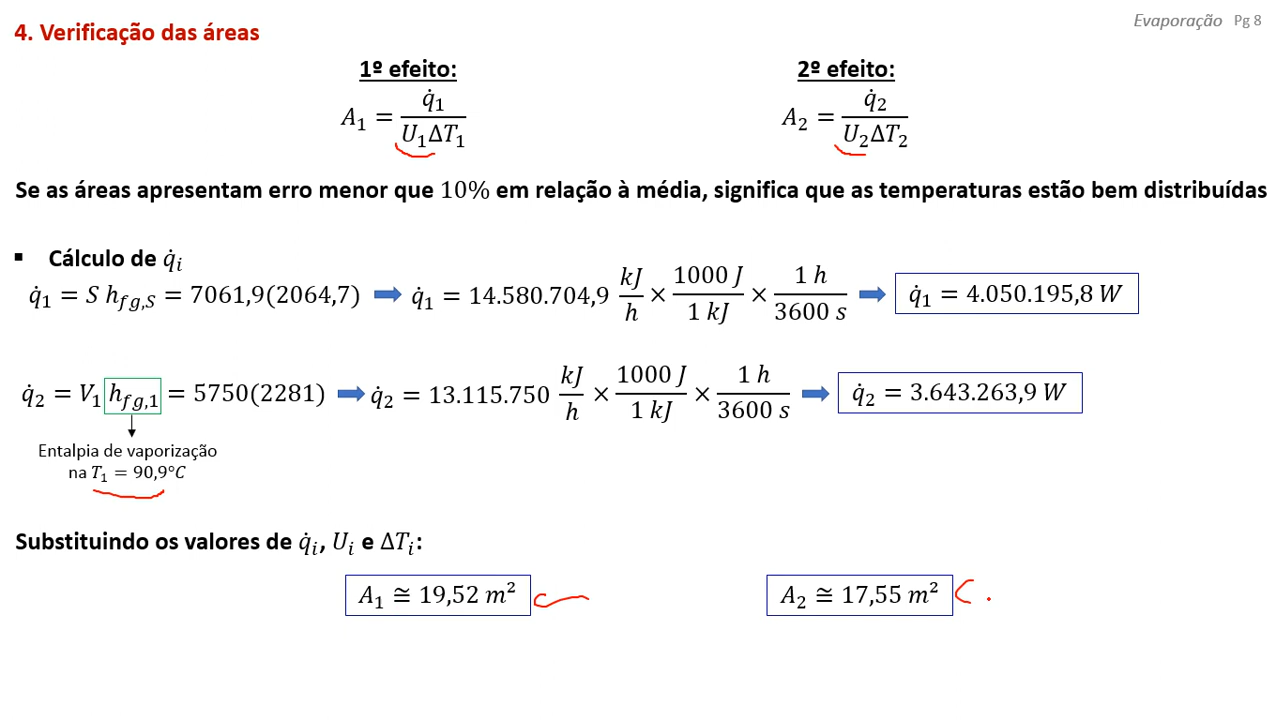 Evaporação Pg 8
4. Verificação das áreas
1º efeito:
A₁ = q̇₁ / U₁ΔT₁
2º efeito:
A₂ = q̇₂ / U₂ΔT₂
Se as áreas apresentam erro menor que 10% em relação à média, significa que as temperaturas estão bem distribuídas
▪ Cálculo de q̇ᵢ
q̇₁ = S h_fg,S = 7061,9(2064,7) ➡ q̇₁ = 14.580.704,9 kJ/h × 1000 J/1 kJ × 1 h/3600 s ➡ q̇₁ = 4.050.195,8 W
q̇₂ = V₁ h_fg,1 = 5750(2281) ➡ q̇₂ = 13.115.750 kJ/h × 1000 J/1 kJ × 1 h/3600 s ➡ q̇₂ = 3.643.263,9 W
Entalpia de vaporização
na T₁ = 90,9°C
Substituindo os valores de q̇ᵢ, Uᵢ e ΔTᵢ:
A₁ ≅ 19,52 m²
A₂ ≅ 17,55 m²